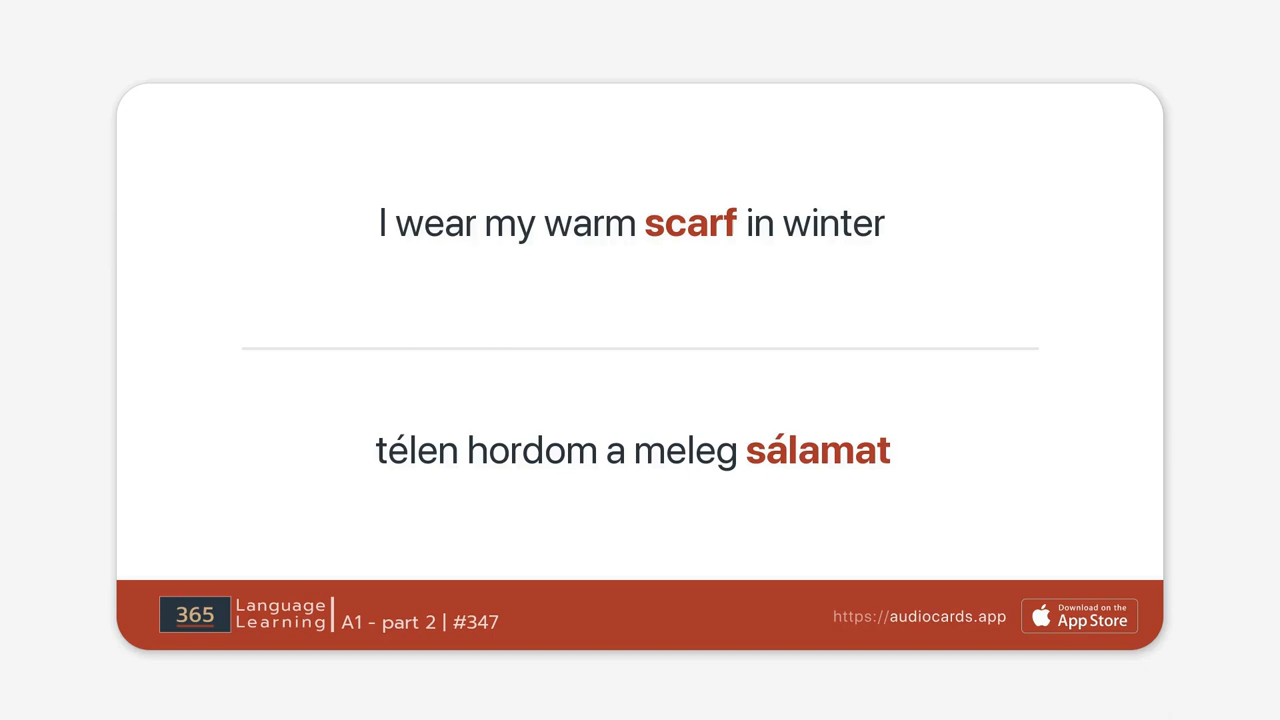 I wear my warm scarf in winter
télen hordom a meleg sálamat
365 Language
Learning
A1 - part 2 | #347
https://audiocards.app
Download on the
App Store